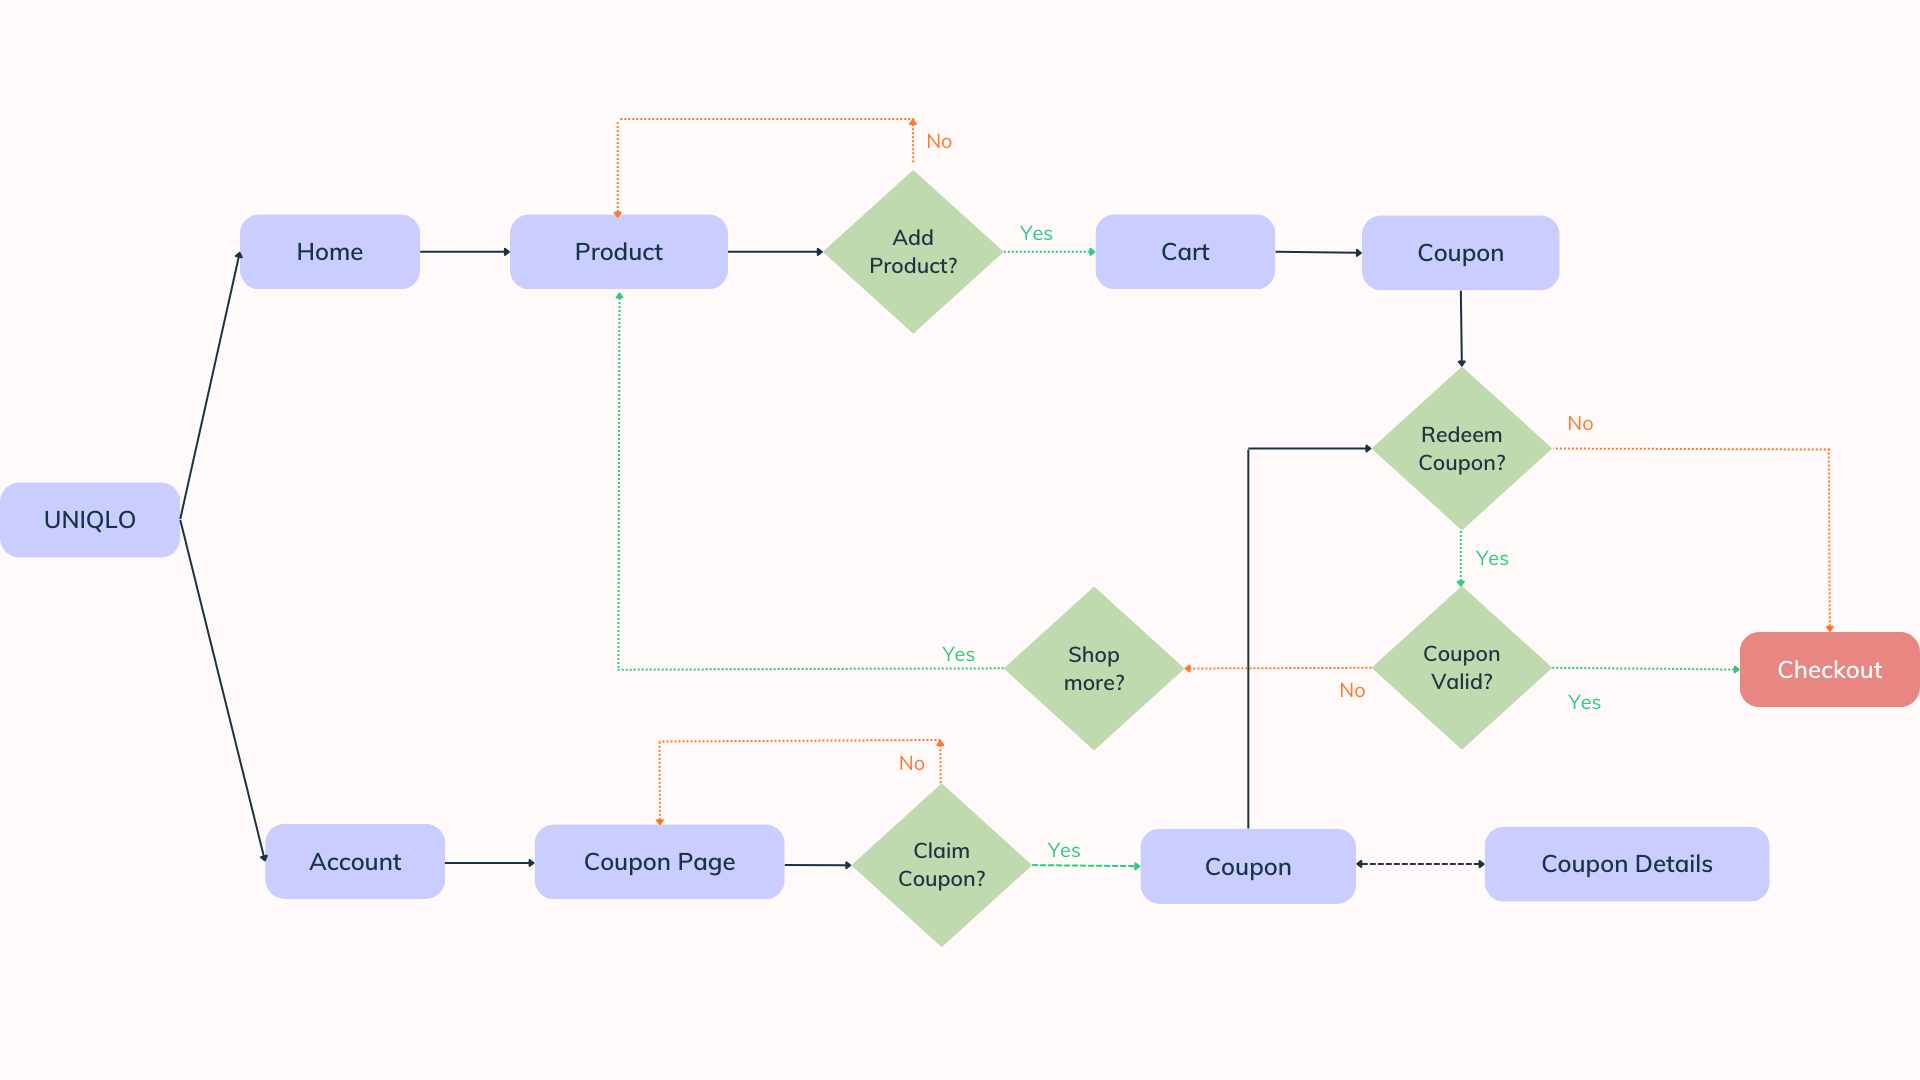 No
Home
Product
Add
Product?
Yes
Cart
Coupon
Redeem
Coupon?
No
UNIQLO
Yes
Shop
more?
Yes
Coupon
Valid?
No
Yes
Checkout
No
Account
Coupon Page
Claim
Coupon?
Yes
Coupon
Coupon Details